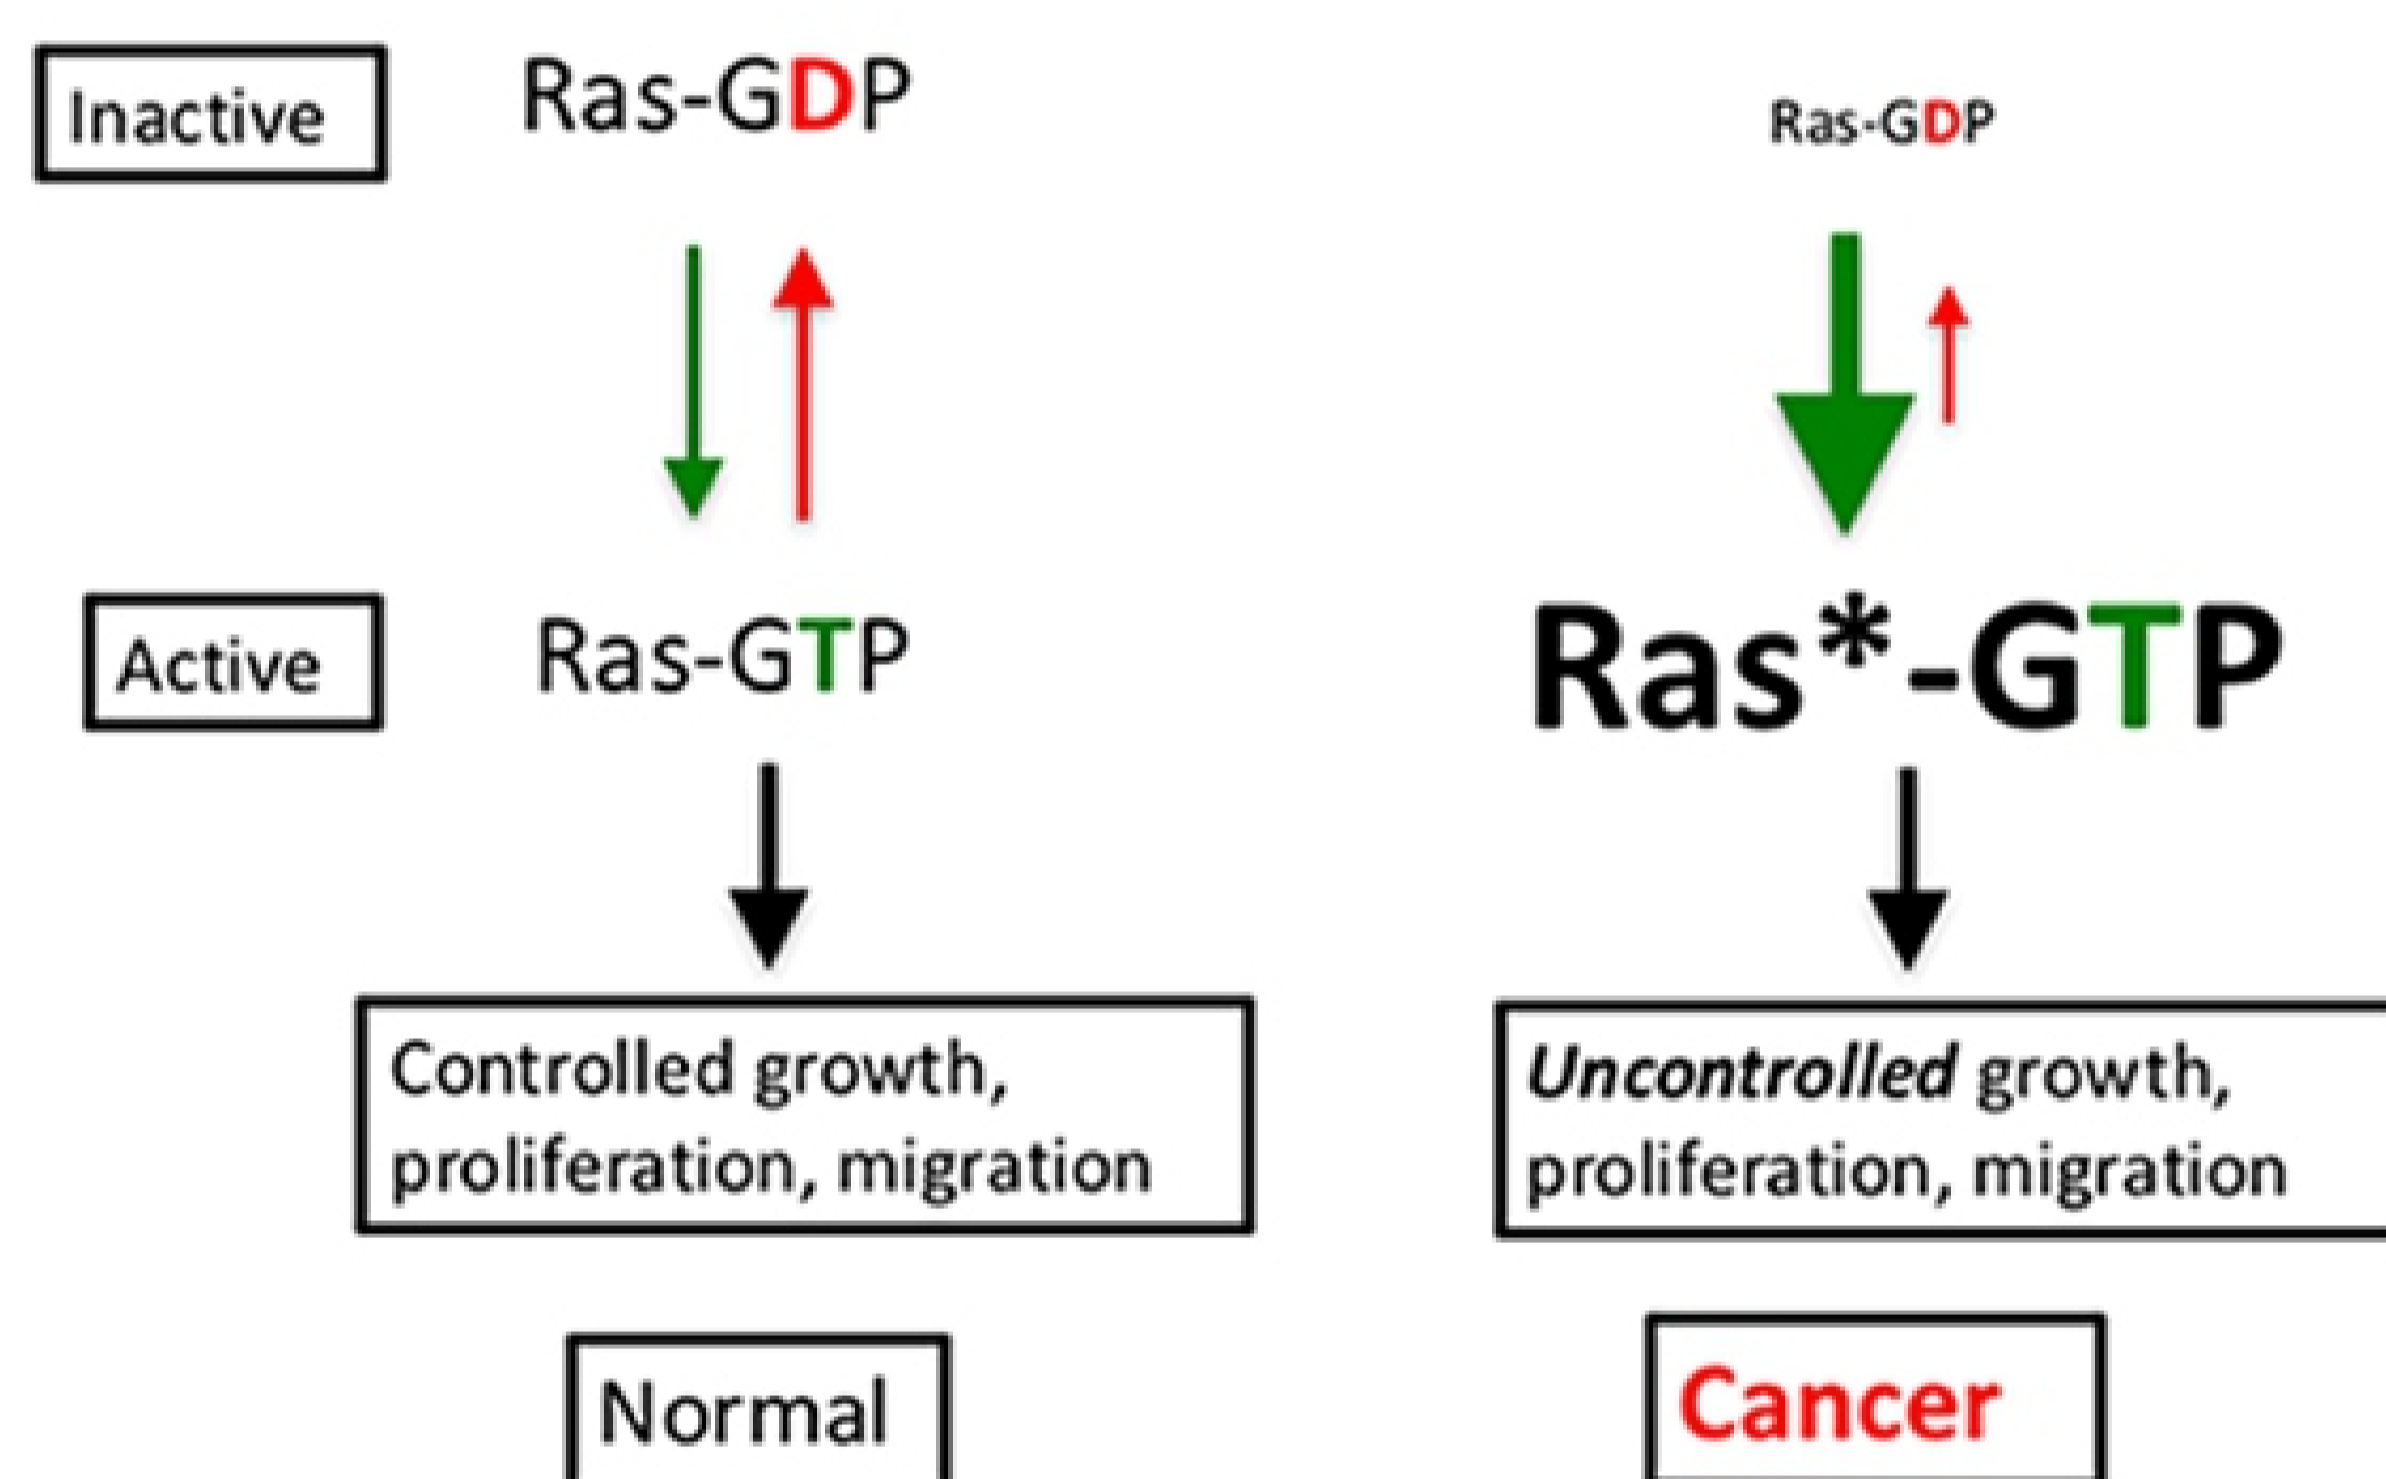 Inactive
Ras-GDP
Ras-GDP
Active
Ras-GTP
Ras*-GTP
Controlled growth,
proliferation, migration
Uncontrolled growth,
proliferation, migration
Normal
Cancer